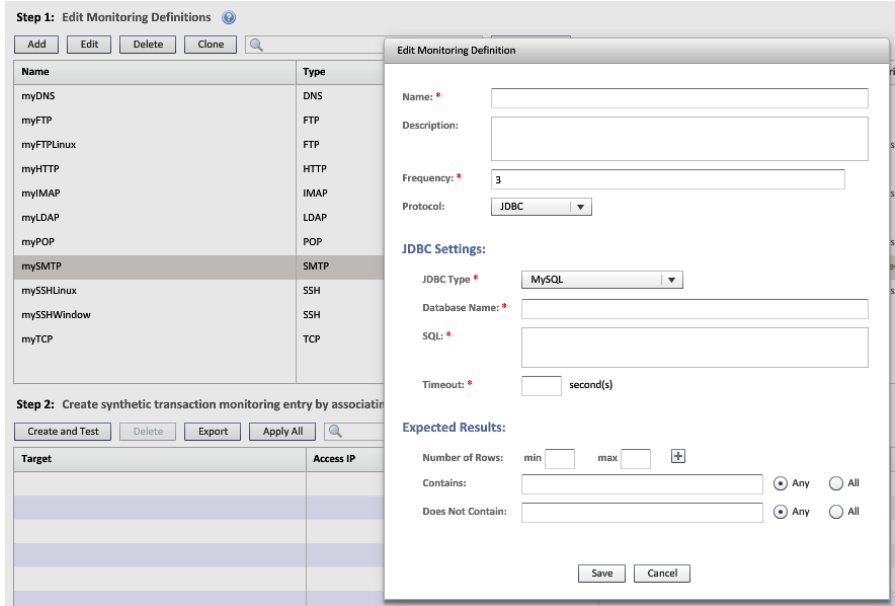 Step 1: Edit Monitoring Definitions
Add Edit Delete Clone
Name Type
myDNS DNS
myFTP FTP
myFTPLinux FTP
myHTTP HTTP
myIMAP IMAP
myLDAP LDAP
myPOP POP
mySMTP SMTP
mySSHLinux SSH
mySSHWindow SSH
myTCP TCP
Step 2: Create synthetic transaction monitoring entry by
Create and Test Delete Export Apply All
Target Access IP
Edit Monitoring Definition
Name: *
Description:
Frequency: * 3
Protocol: JDBC
JDBC Settings:
JDBC Type * MySQL
Database Name: *
SQL: *
Timeout: * second(s)
Expected Results:
Number of Rows: min max
Contains: Any All
Does Not Contain: Any All
Save Cancel